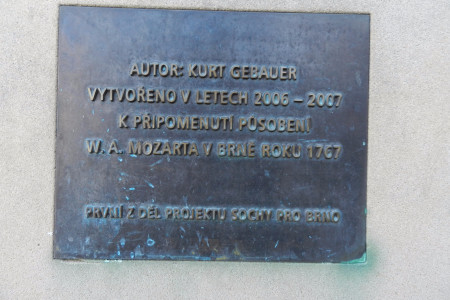 AUTOR: KURT GEBAUER
VYTVOŘENO V LETECH 2006 – 2007
K PŘIPOMENUTÍ PŮSOBENÍ
W. A. MOZARTA V BRNĚ ROKU 1767
PRVNÍ Z DĚL PROJEKTU SOCHY PRO BRNO